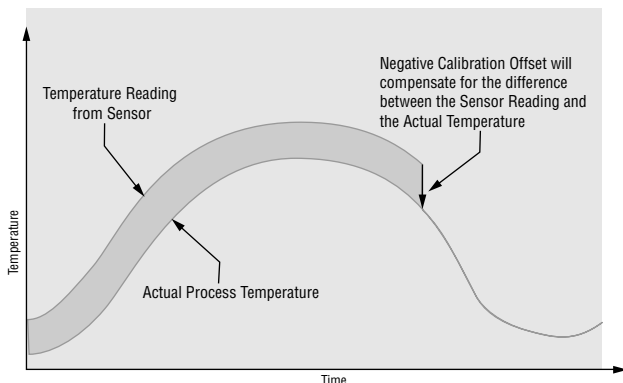 Negative Calibration Offset will
compensate for the difference
between the Sensor Reading and
the Actual Temperature
Temperature Reading
from Sensor
Temperature
Actual Process Temperature
Time